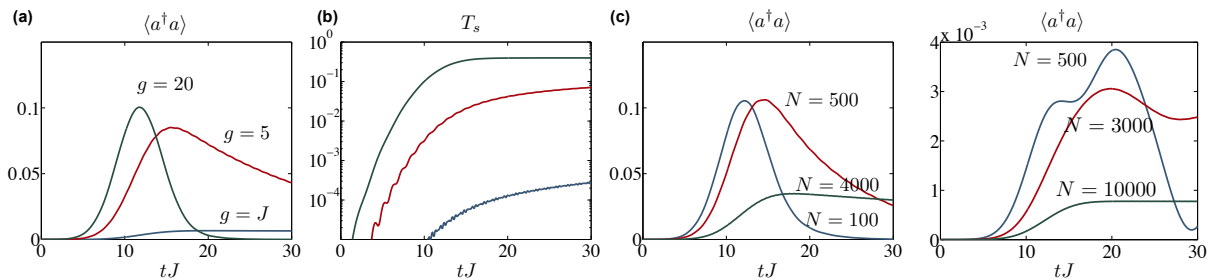 (a)
⟨a†a⟩
0.1
0.05
0
g = 20
g = 5
g = J
0
10
20
30
tJ
(b)
T_s
10^0
10^−1
10^−2
10^−3
10^−4
0
10
20
30
tJ
(c)
⟨a†a⟩
0.1
0.05
0
N = 500
N = 4000
N = 100
0
10
20
30
tJ
⟨a†a⟩
x 10^−3
4
3
2
1
0
N = 500
N = 3000
N = 10000
0
10
20
30
tJ